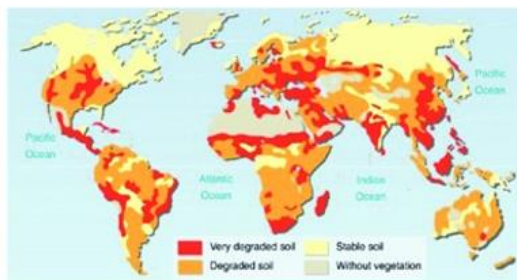 Pacific
Ocean
Pacific
Ocean
Atlantic
Ocean
Indian
Ocean
Very degraded soil
Stable soil
Degraded soil
Without vegetation